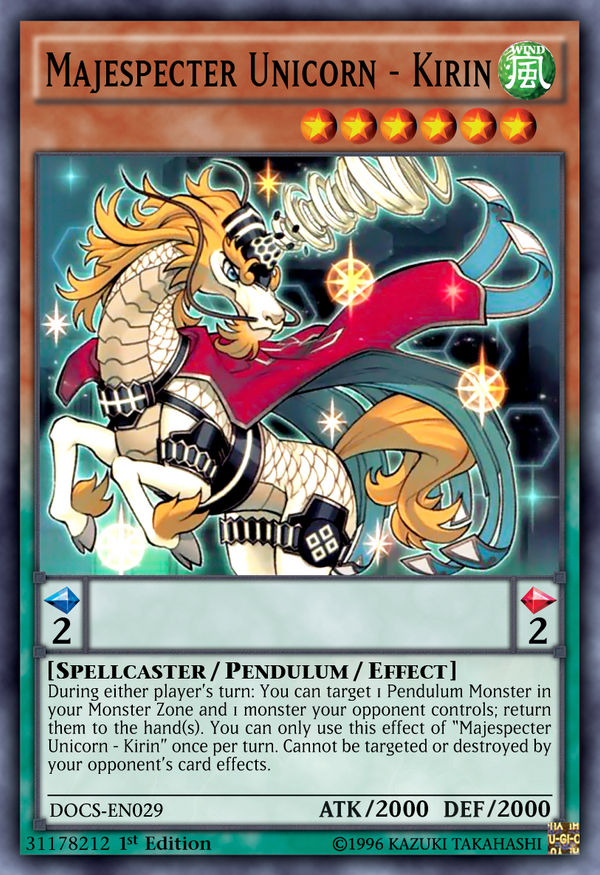 Majespecter Unicorn - Kirin
WIND
風
2
2
[Spellcaster / Pendulum / Effect]
During either player's turn: You can target 1 Pendulum Monster in
your Monster Zone and 1 monster your opponent controls; return
them to the hand(s). You can only use this effect of "Majespecter
Unicorn - Kirin" once per turn. Cannot be targeted or destroyed by
your opponent's card effects.
DOCS-EN029
ATK/2000 DEF/2000
31178212 1st Edition
©1996 KAZUKI TAKAHASHI